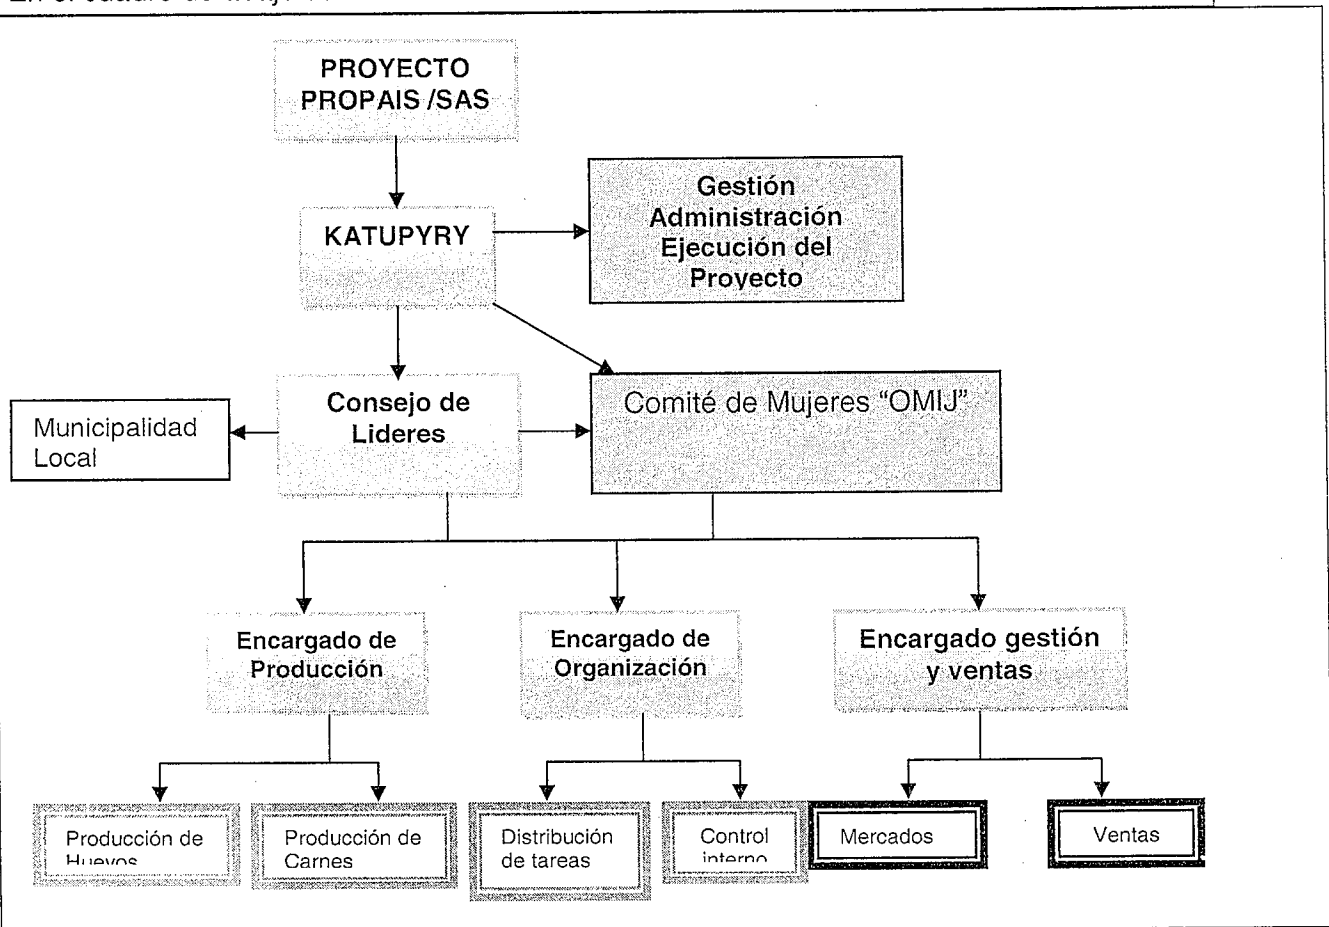 PROYECTO
PROPAIS /SAS
Gestión
Administración
Ejecución del
Proyecto
KATUPYRY
Consejo de
Lideres
Comité de Mujeres “OMIJ”
Municipalidad
Local
Encargado de
Producción
Encargado de
Organización
Encargado gestión
y ventas
Producción de
Huevos
Producción de
Carnes
Distribución
de tareas
Control
interno
Mercados
Ventas